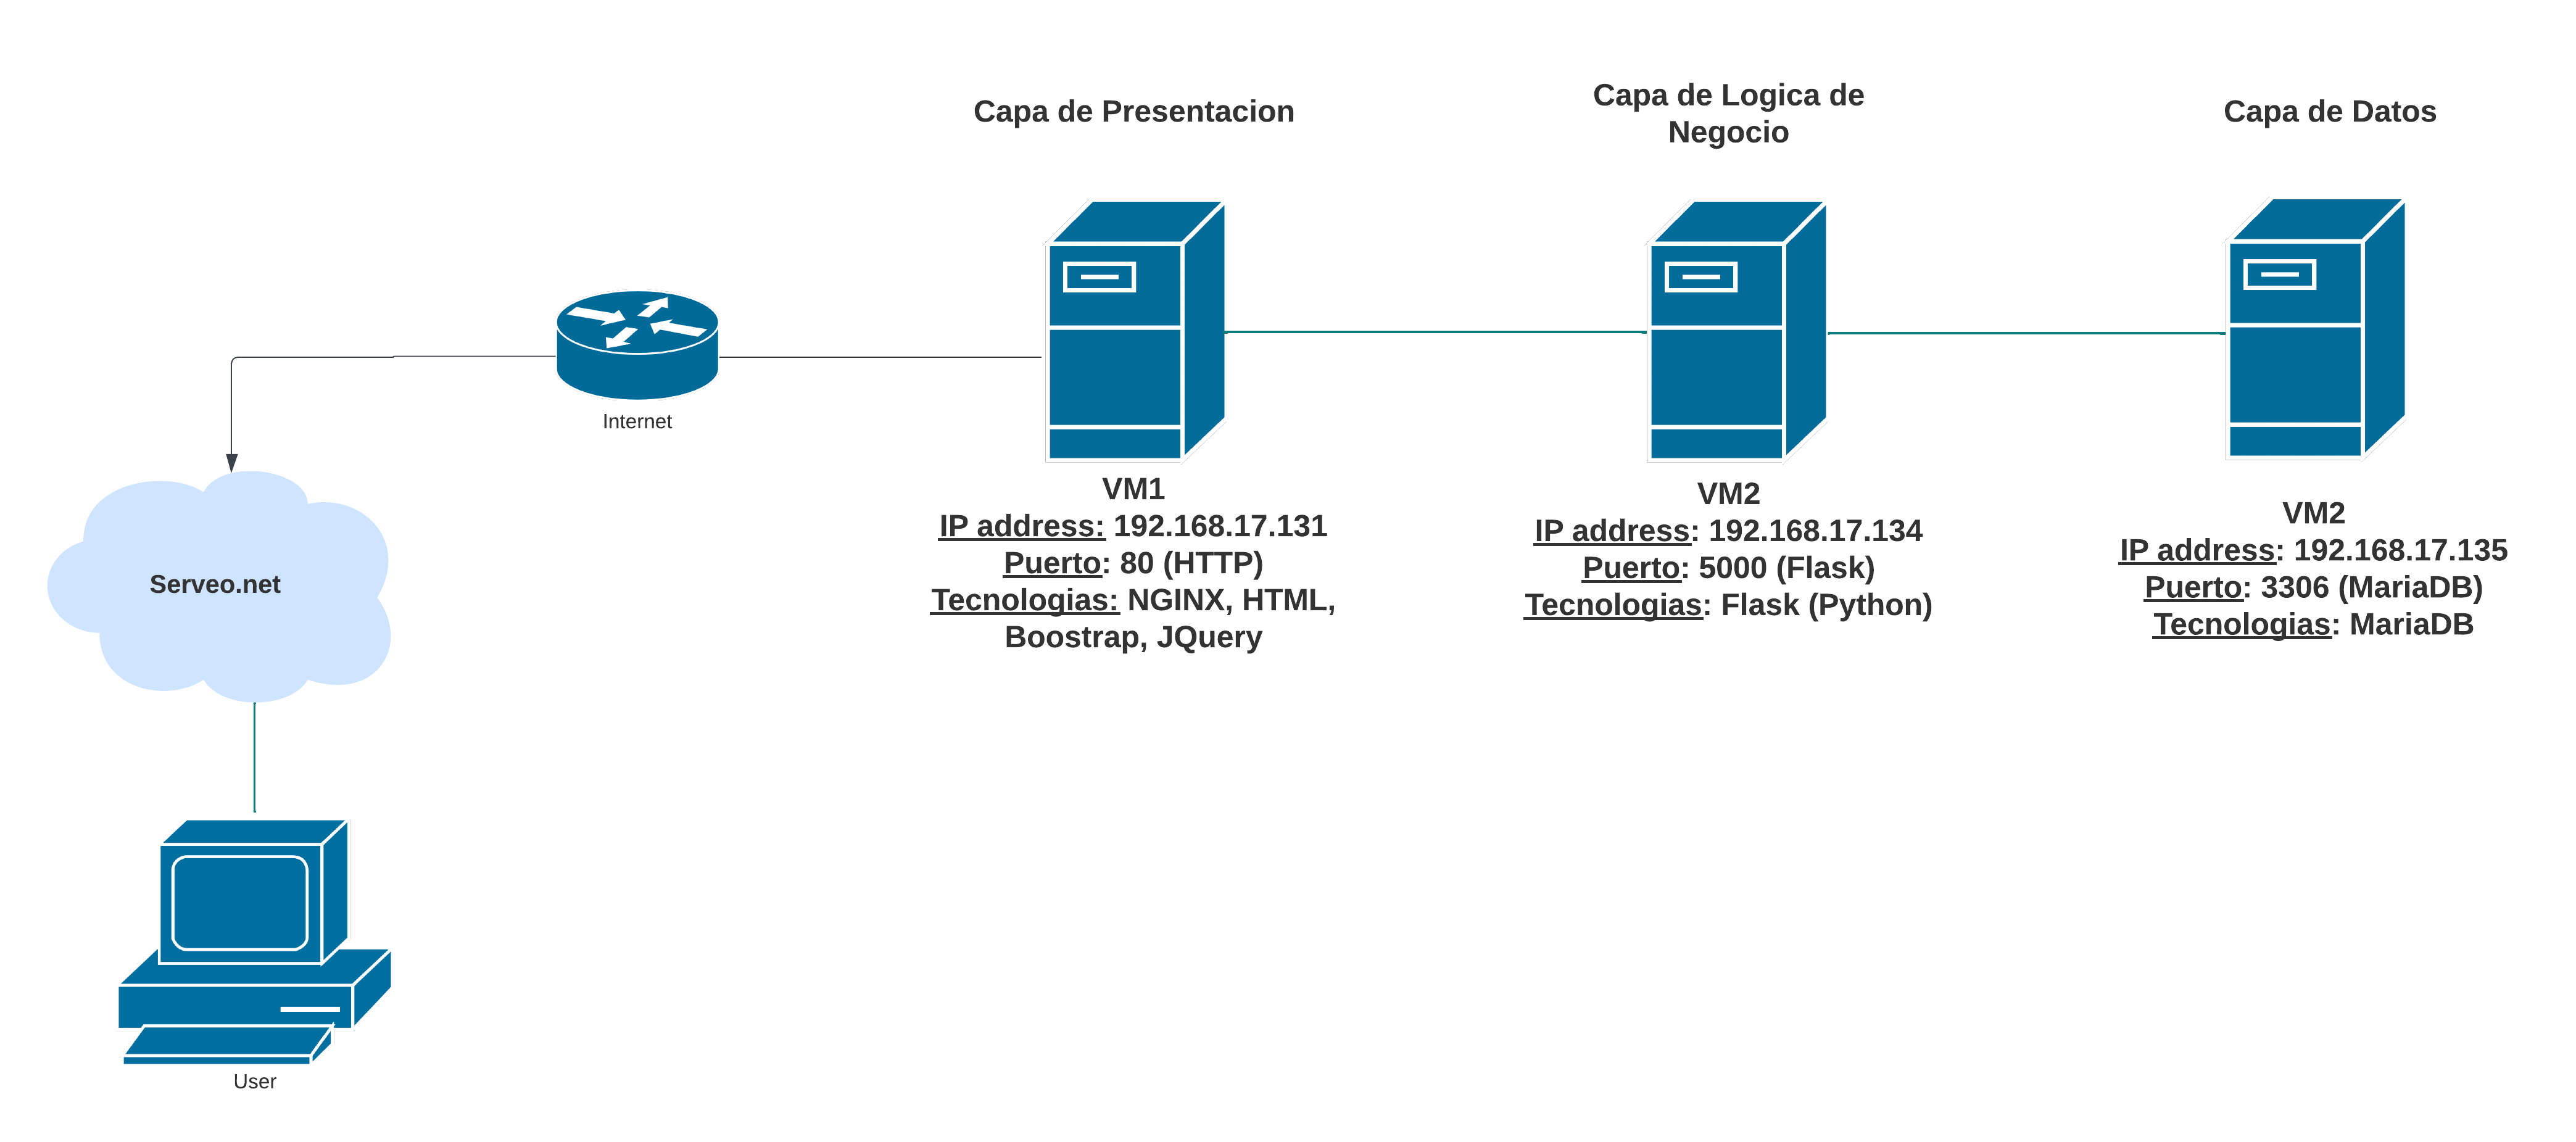 Capa de Presentacion
Capa de Logica de
Negocio
Capa de Datos
Internet
Serveo.net
User
VM1
IP address: 192.168.17.131
Puerto: 80 (HTTP)
Tecnologias: NGINX, HTML,
Boostrap, JQuery
VM2
IP address: 192.168.17.134
Puerto: 5000 (Flask)
Tecnologias: Flask (Python)
VM2
IP address: 192.168.17.135
Puerto: 3306 (MariaDB)
Tecnologias: MariaDB